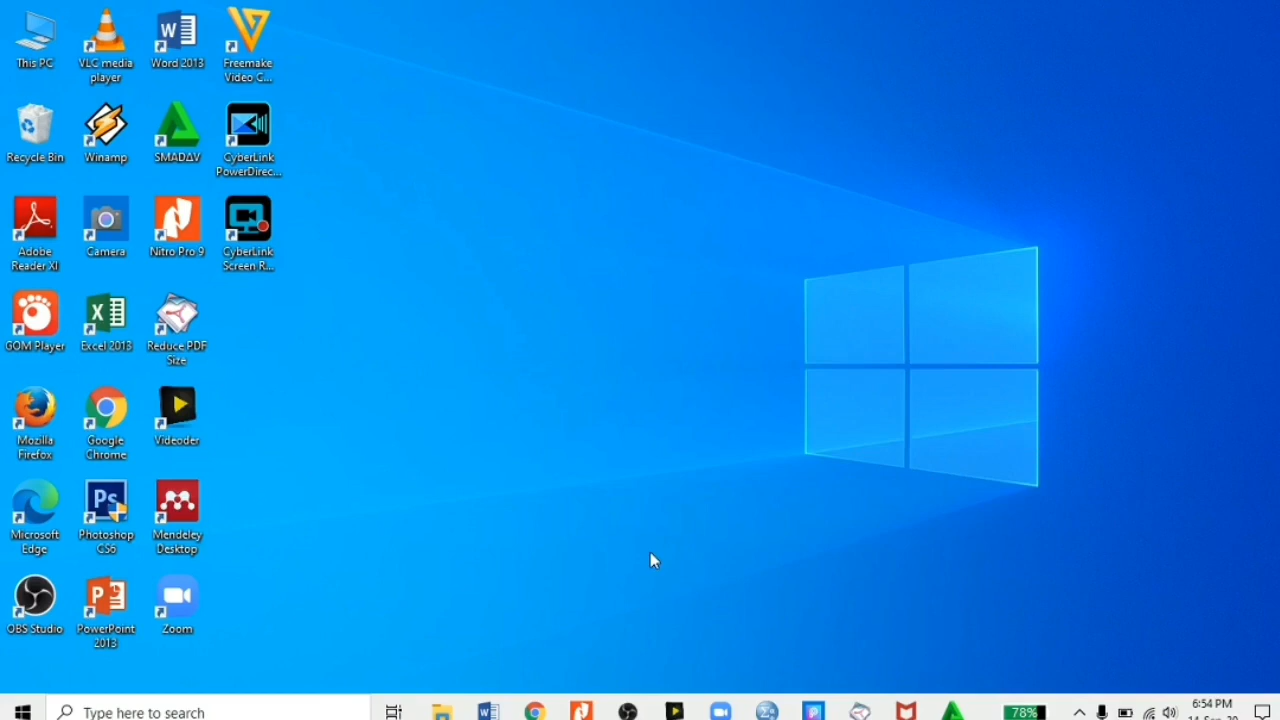 This PC
VLC media
player
Word 2013
Freemake
Video C...
Recycle Bin
Winamp
SMADΔV
CyberLink
PowerDirec...
Adobe
Reader XI
Camera
Nitro Pro 9
CyberLink
Screen R...
GOM Player
Excel 2013
Reduce PDF
Size
Mozilla
Firefox
Google
Chrome
Videoder
Microsoft
Edge
Ps
Photoshop
CS6
Mendeley
Desktop
OBS Studio
PowerPoint
2013
Zoom
Type here to search
78%
6:54 PM